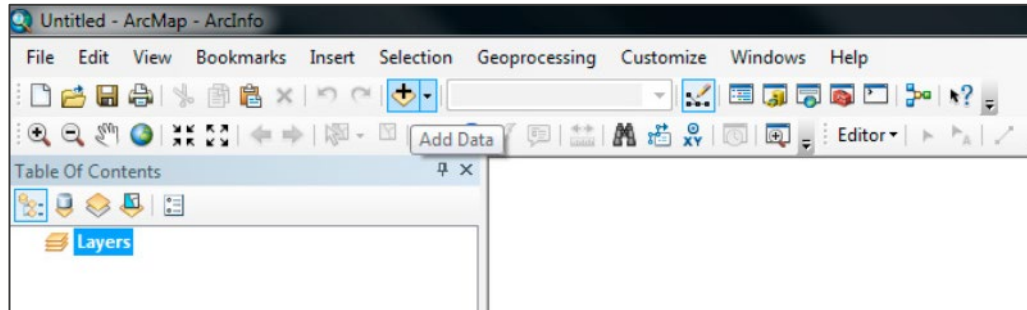 Untitled - ArcMap - ArcInfo
File Edit View Bookmarks Insert Selection Geoprocessing Customize Windows Help
Add Data
XY
Editor
Table Of Contents
Layers